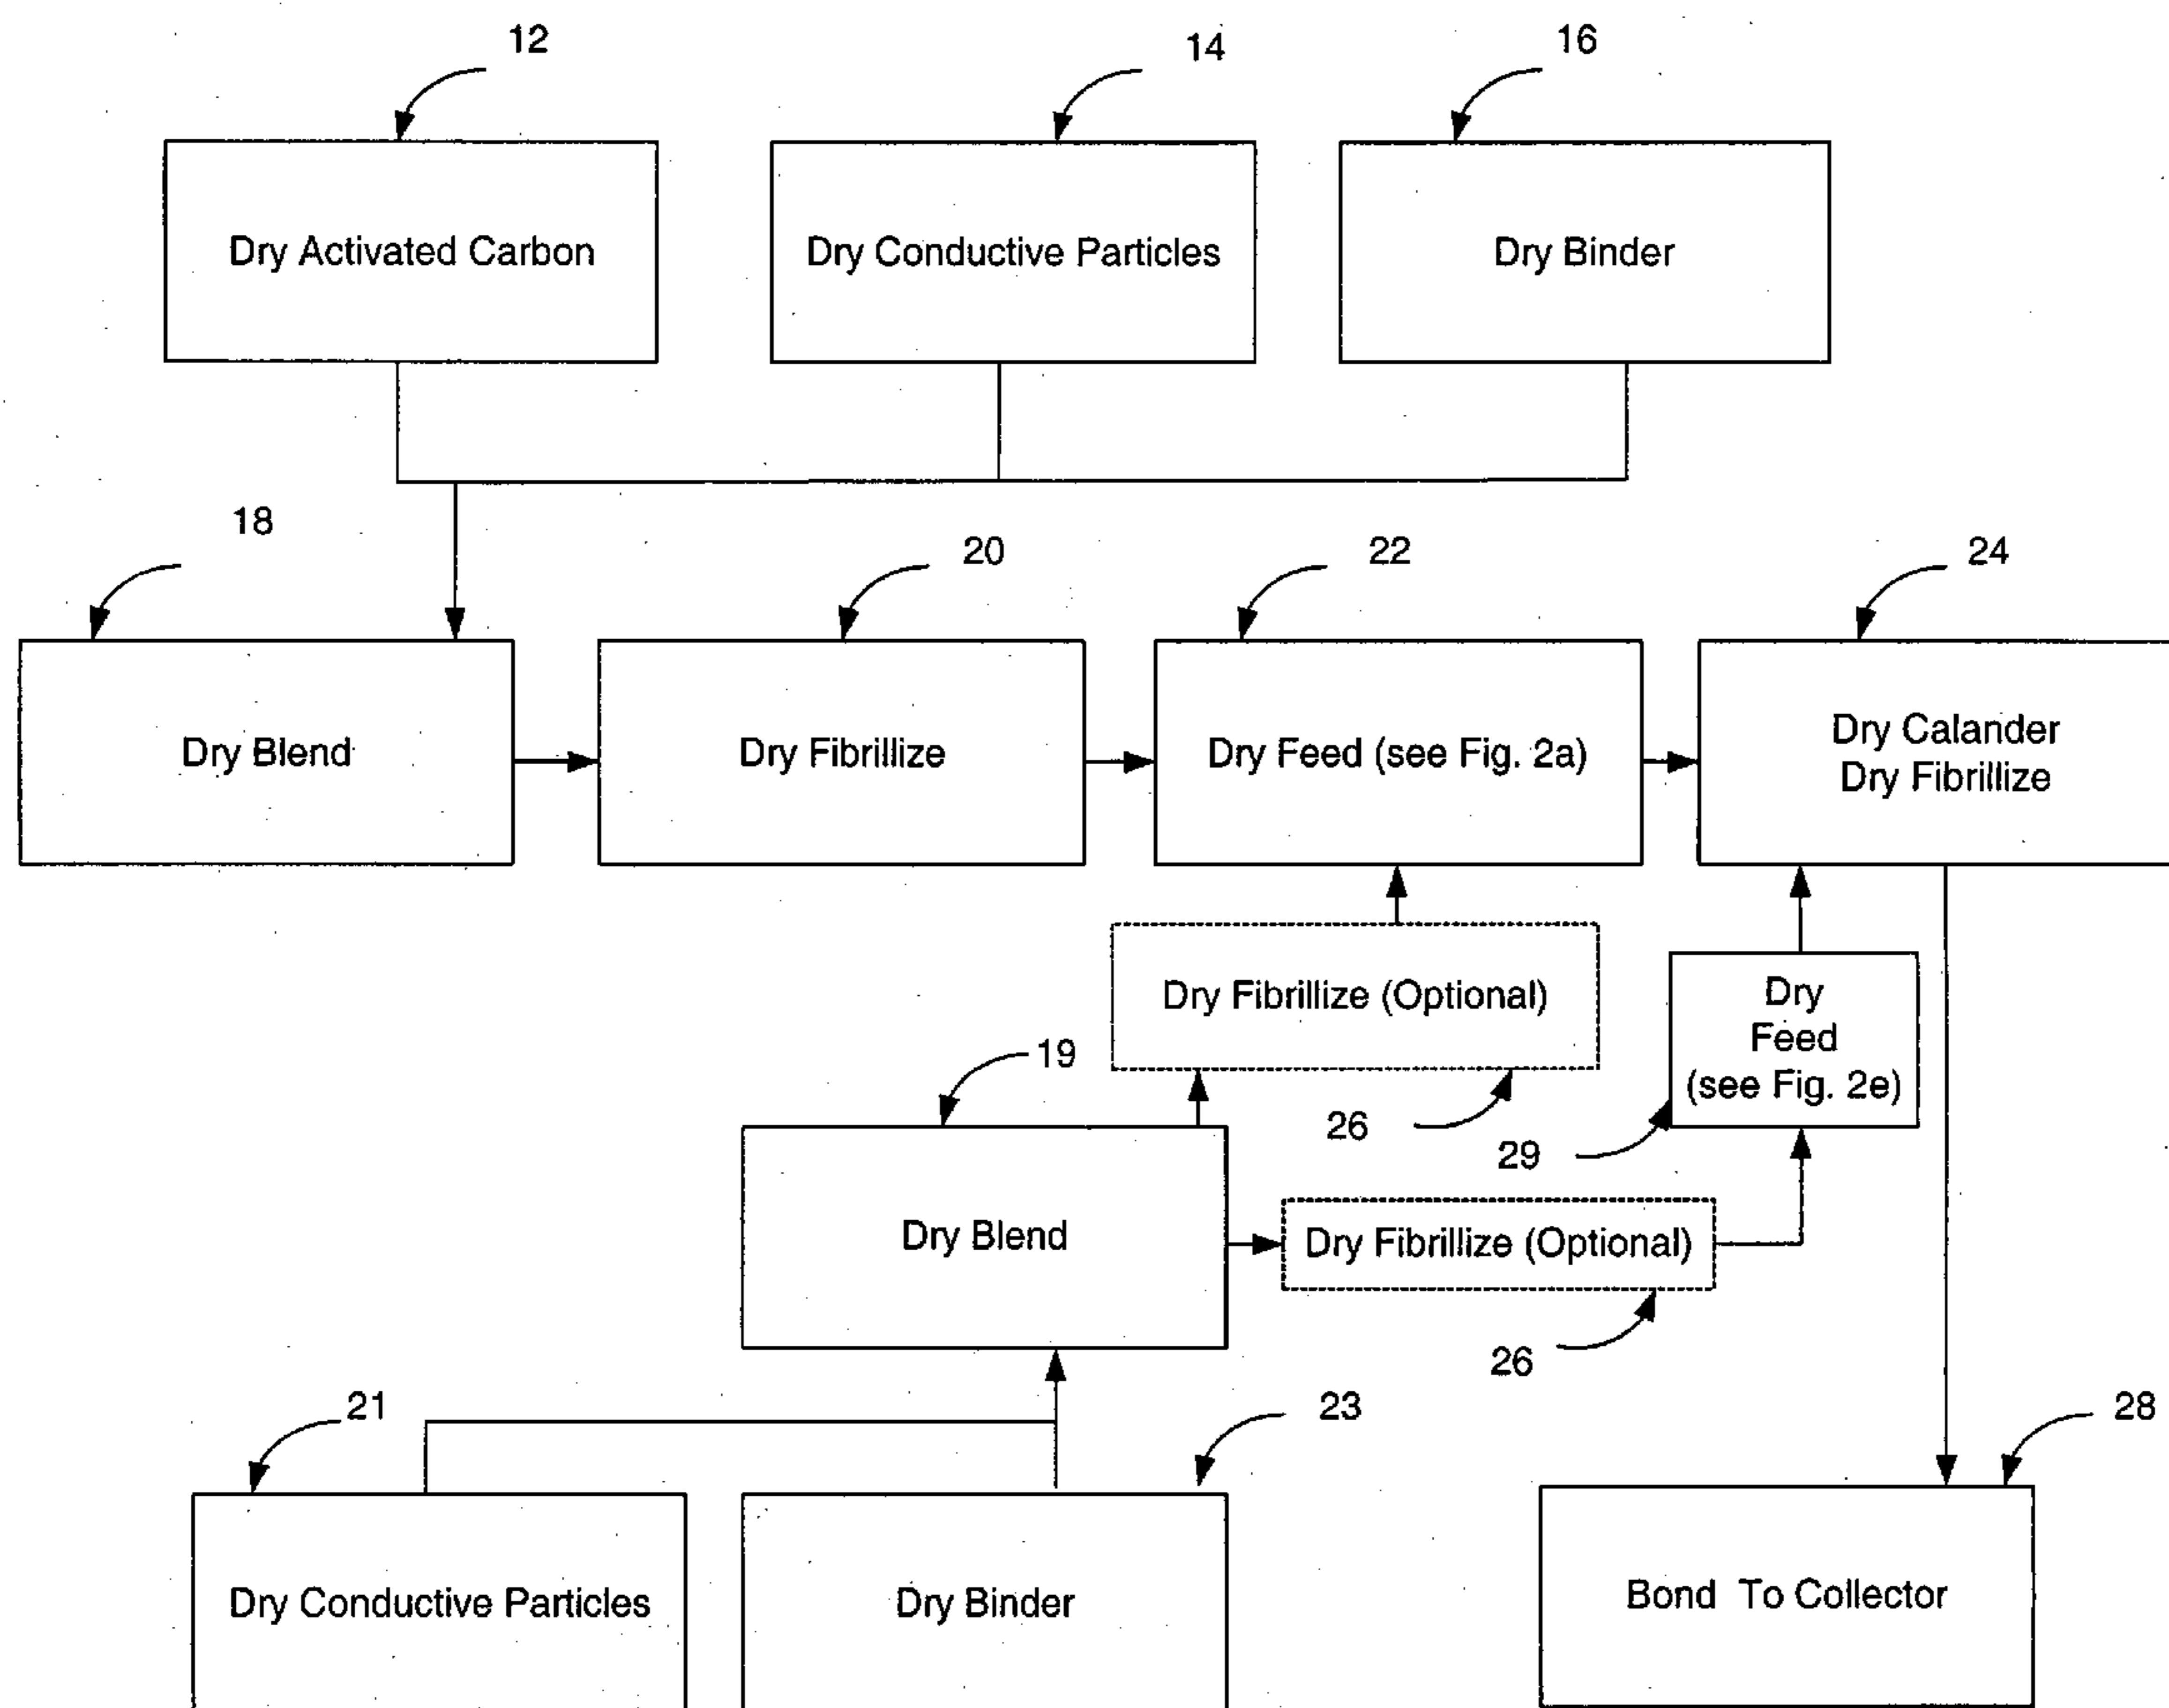 12
14
16
Dry Activated Carbon
Dry Conductive Particles
Dry Binder
18
20
22
24
Dry Blend
Dry Fibrillize
Dry Feed (see Fig. 2a)
Dry Calander
Dry Fibrillize
Dry Fibrillize (Optional)
Dry
Feed
(see Fig. 2e)
19
26
29
Dry Blend
Dry Fibrillize (Optional)
26
21
23
28
Dry Conductive Particles
Dry Binder
Bond To Collector